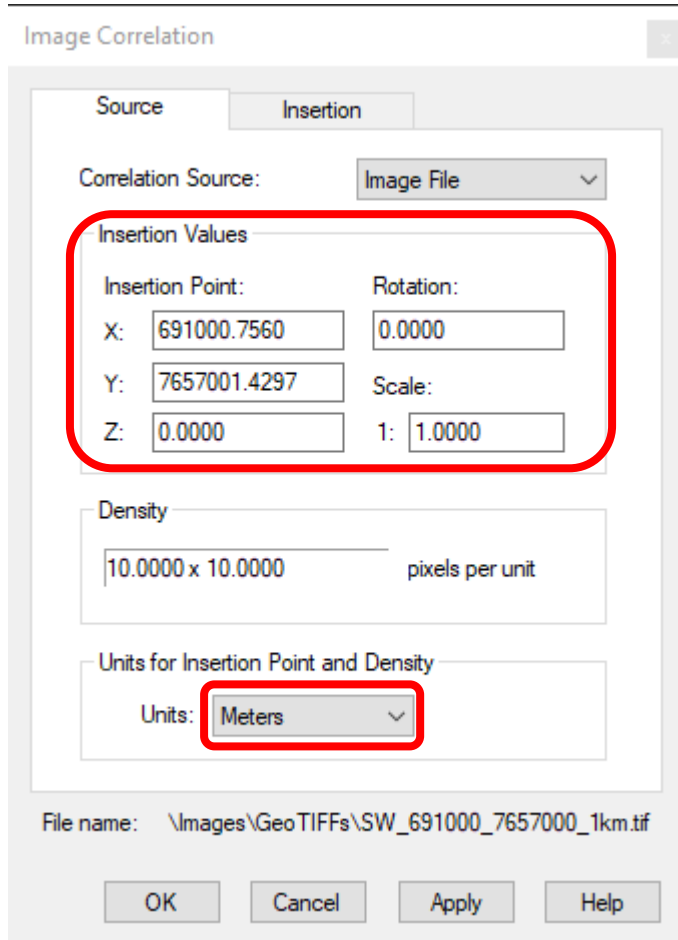 Image Correlation
x
Source Insertion
Correlation Source: Image File
Insertion Values
Insertion Point: Rotation:
X: 691000.7560 0.0000
Y: 7657001.4297 Scale:
Z: 0.0000 1: 1.0000
Density
10.0000 x 10.0000 pixels per unit
Units for Insertion Point and Density
Units: Meters
File name: \Images\GeoTIFFs\SW_691000_7657000_1km.tif
OK Cancel Apply Help